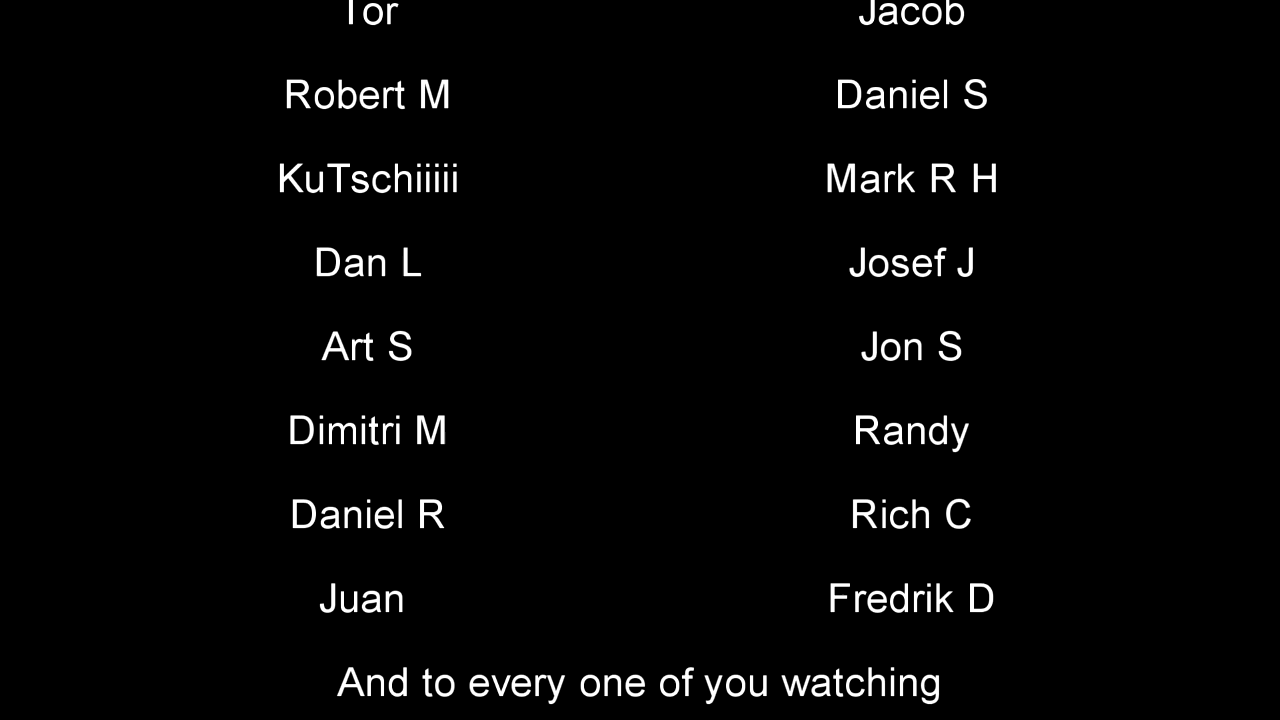 Tor Jacob
Robert M Daniel S
KuTschiiiii Mark R H
Dan L Josef J
Art S Jon S
Dimitri M Randy
Daniel R Rich C
Juan Fredrik D
And to every one of you watching